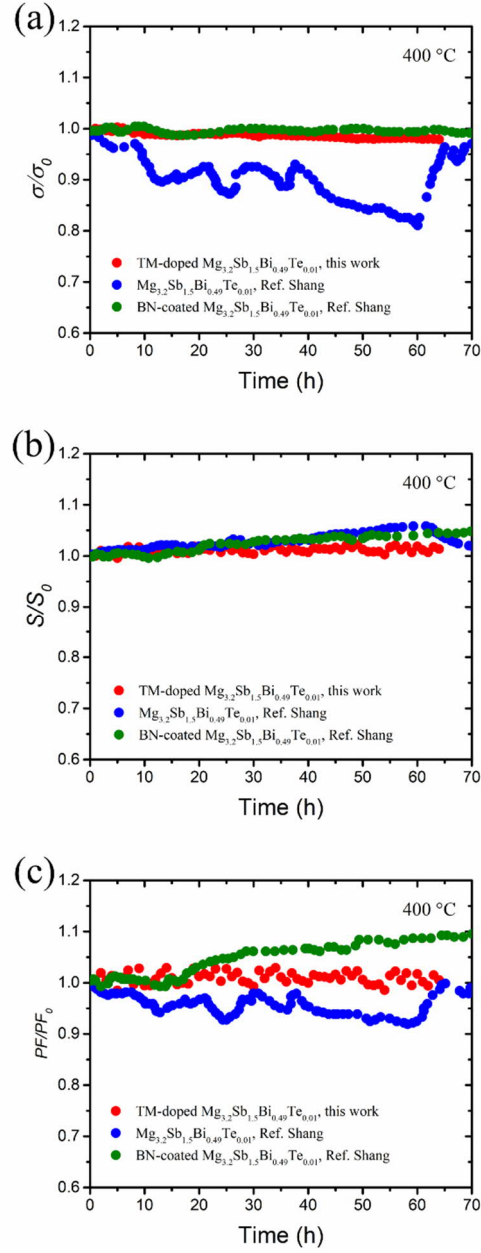 (a)
400 °C
1.2
1.1
1.0
0.9
0.8
0.7
0.6
σ/σ₀
TM-doped Mg₃.₂Sb₁.₅Bi₀.₄₉Te₀.₀₁, this work
Mg₃.₂Sb₁.₅Bi₀.₄₉Te₀.₀₁, Ref. Shang
BN-coated Mg₃.₂Sb₁.₅Bi₀.₄₉Te₀.₀₁, Ref. Shang
0 10 20 30 40 50 60 70
Time (h)
(b)
400 °C
1.2
1.1
1.0
0.9
0.8
0.7
0.6
S/S₀
TM-doped Mg₃.₂Sb₁.₅Bi₀.₄₉Te₀.₀₁, this work
Mg₃.₂Sb₁.₅Bi₀.₄₉Te₀.₀₁, Ref. Shang
BN-coated Mg₃.₂Sb₁.₅Bi₀.₄₉Te₀.₀₁, Ref. Shang
0 10 20 30 40 50 60 70
Time (h)
(c)
400 °C
1.2
1.1
1.0
0.9
0.8
0.7
0.6
PF/PF₀
TM-doped Mg₃.₂Sb₁.₅Bi₀.₄₉Te₀.₀₁, this work
Mg₃.₂Sb₁.₅Bi₀.₄₉Te₀.₀₁, Ref. Shang
BN-coated Mg₃.₂Sb₁.₅Bi₀.₄₉Te₀.₀₁, Ref. Shang
0 10 20 30 40 50 60 70
Time (h)